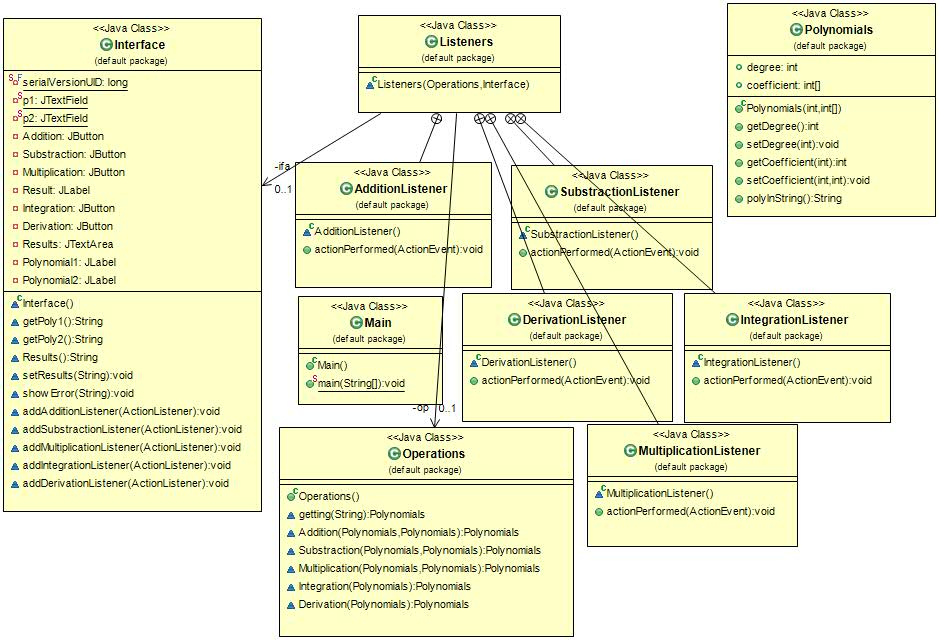 <<Java Class>>
Interface
(default package)
serialVersionUID: long
p1: JTextField
p2: JTextField
Addition: JButton
Substraction: JButton
Multiplication: JButton
Result: JLabel
Integration: JButton
Derivation: JButton
Results: JTextArea
Polynomial1: JLabel
Polynomial2: JLabel
Interface()
getPoly1():String
getPoly2():String
Results():String
setResults(String):void
show Error(String):void
addAdditionListener(ActionListener):void
addSubstractionListener(ActionListener):void
addMultiplicationListener(ActionListener):void
addIntegrationListener(ActionListener):void
addDerivationListener(ActionListener):void
<<Java Class>>
Listeners
(default package)
Listeners(Operations,Interface)
<<Java Class>>
Polynomials
(default package)
degree: int
coefficient: int[]
Polynomials(int,int[])
getDegree():int
setDegree(int):void
getCoefficient(int):int
setCoefficient(int,int):void
polyInString():String
-ifa
0..1
<<Java Class>>
AdditionListener
(default package)
AdditionListener()
actionPerformed(ActionEvent):void
<<Java Class>>
SubstractionListener
(default package)
SubstractionListener()
actionPerformed(ActionEvent):void
<<Java Class>>
Main
(default package)
Main()
main(String[]):void
<<Java Class>>
DerivationListener
(default package)
DerivationListener()
actionPerformed(ActionEvent):void
<<Java Class>>
IntegrationListener
(default package)
IntegrationListener()
actionPerformed(ActionEvent):void
-op 0..1
<<Java Class>>
Operations
(default package)
Operations()
getting(String):Polynomials
Addition(Polynomials,Polynomials):Polynomials
Substraction(Polynomials,Polynomials):Polynomials
Multiplication(Polynomials,Polynomials):Polynomials
Integration(Polynomials):Polynomials
Derivation(Polynomials):Polynomials
<<Java Class>>
MultiplicationListener
(default package)
MultiplicationListener()
actionPerformed(ActionEvent):void